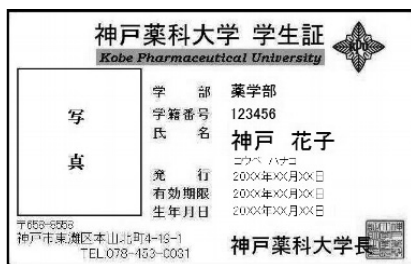 神戸薬科大学 学生証
Kobe Pharmaceutical University
KPU
写
真
学 部 薬学部
学籍番号 123456
氏 名 神戸 花子
コウベ ハナコ
発 行 20XX年XX月XX日
有効期限 20XX年XX月XX日
生年月日 20XX年XX月XX日
〒658-8558
神戸市東灘区本山北町4-19-1
TEL.078-453-0031
神戸薬科大学長